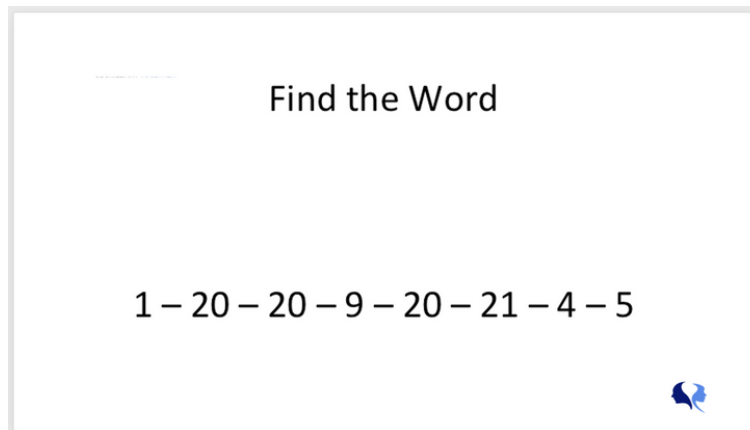 Find the Word
1 – 20 – 20 – 9 – 20 – 21 – 4 – 5